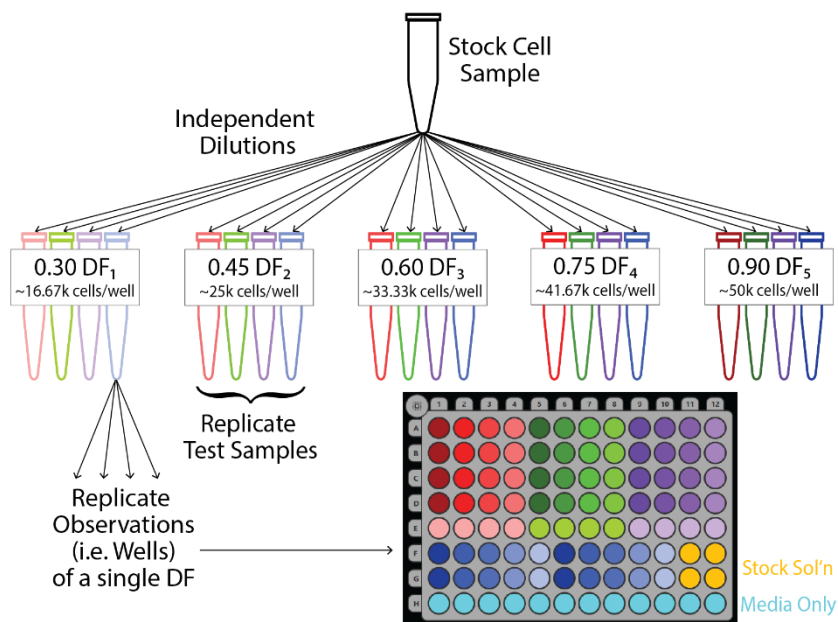 Stock Cell
Sample
Independent
Dilutions
0.30 DF₁
~16.67k cells/well
0.45 DF₂
~25k cells/well
0.60 DF₃
~33.33k cells/well
0.75 DF₄
~41.67k cells/well
0.90 DF₅
~50k cells/well
Replicate
Test Samples
Replicate
Observations
(i.e. Wells)
of a single DF
1 2 3 4 5 6 7 8 9 10 11 12
A
B
C
D
E
F
G
H
Stock Sol'n
Media Only